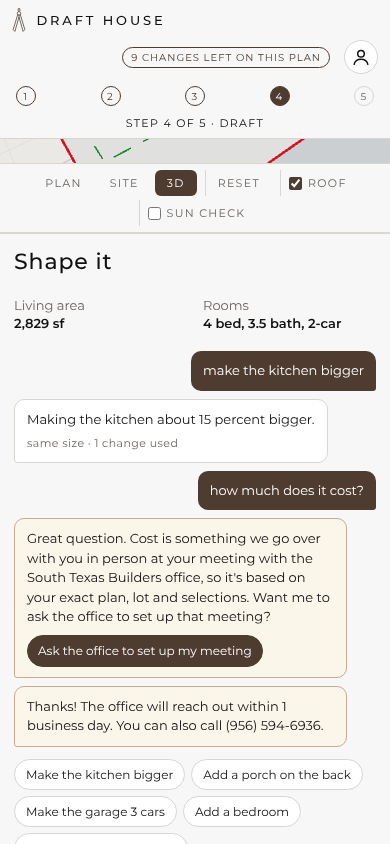 DRAFT HOUSE
9 CHANGES LEFT ON THIS PLAN
1 2 3 4 5
STEP 4 OF 5 · DRAFT
PLAN SITE 3D RESET ROOF
SUN CHECK
Shape it
Living area
2,829 sf
Rooms
4 bed, 3.5 bath, 2-car
make the kitchen bigger
Making the kitchen about 15 percent bigger.
same size · 1 change used
how much does it cost?
Great question. Cost is something we go over
with you in person at your meeting with the
South Texas Builders office, so it's based on
your exact plan, lot and selections. Want me to
ask the office to set up that meeting?
Ask the office to set up my meeting
Thanks! The office will reach out within 1
business day. You can also call (956) 594-6936.
Make the kitchen bigger Add a porch on the back
Make the garage 3 cars Add a bedroom